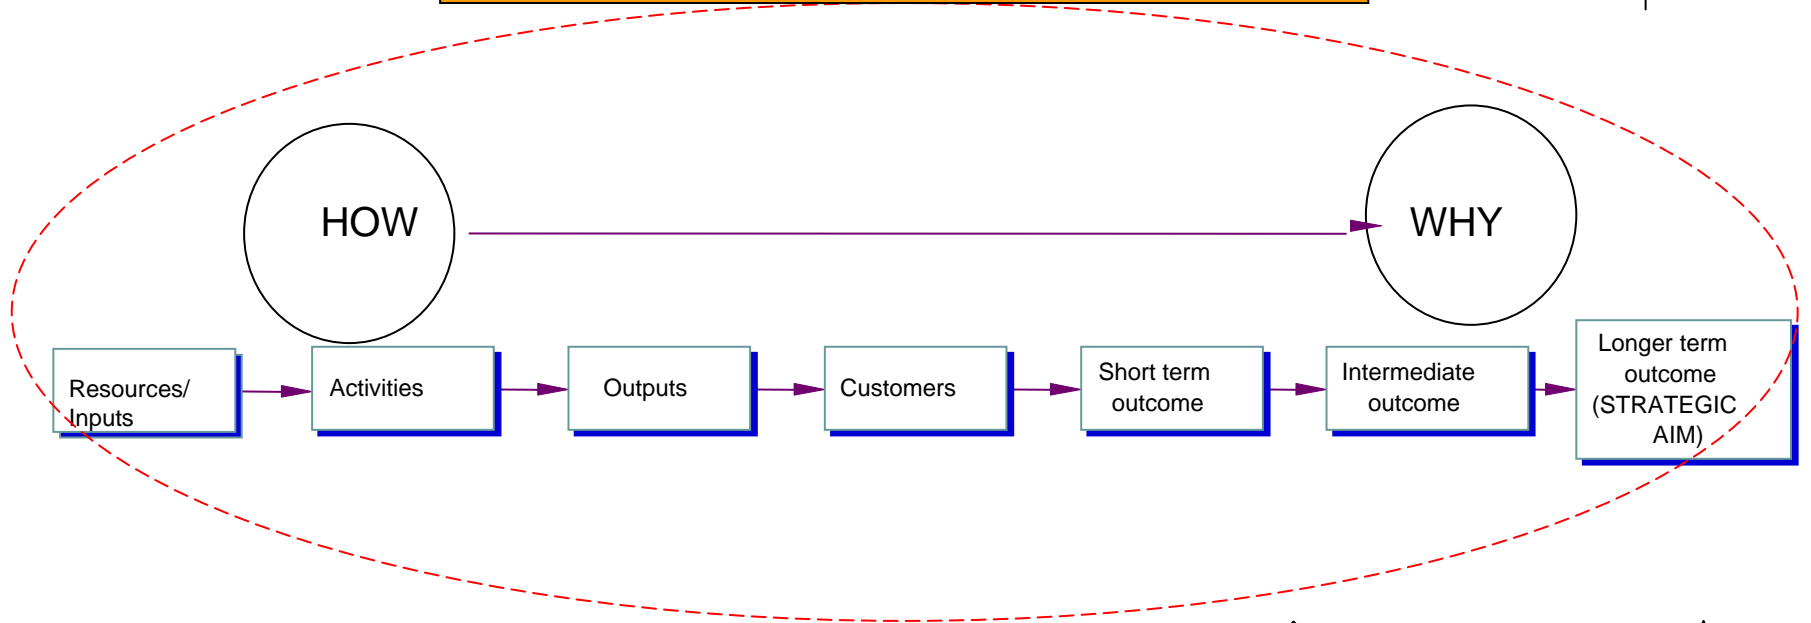 HOW
WHY
Resources/
Inputs
Activities
Outputs
Customers
Short term
outcome
Intermediate
outcome
Longer term
outcome
(STRATEGIC
AIM)